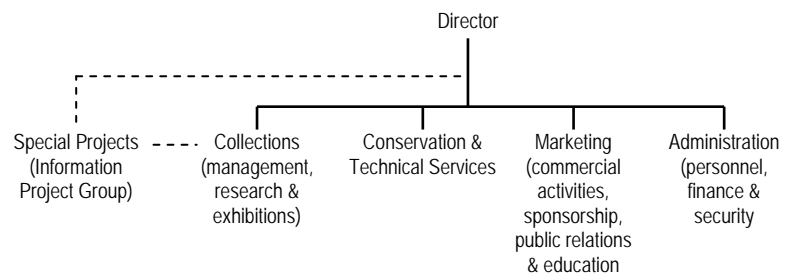 Director
Special Projects
(Information
Project Group)
Collections
(management,
research &
exhibitions)
Conservation &
Technical Services
Marketing
(commercial
activities,
sponsorship,
public relations
& education
Administration
(personnel,
finance &
security